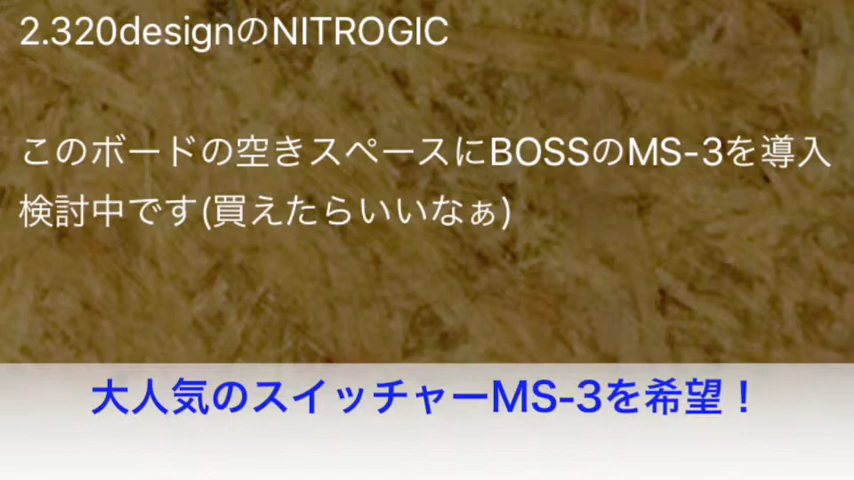 2.320designのNITROGIC
このボードの空きスペースにBOSSのMS-3を導入
検討中です(買えたらいいなぁ)
大人気のスイッチャーMS-3を希望！